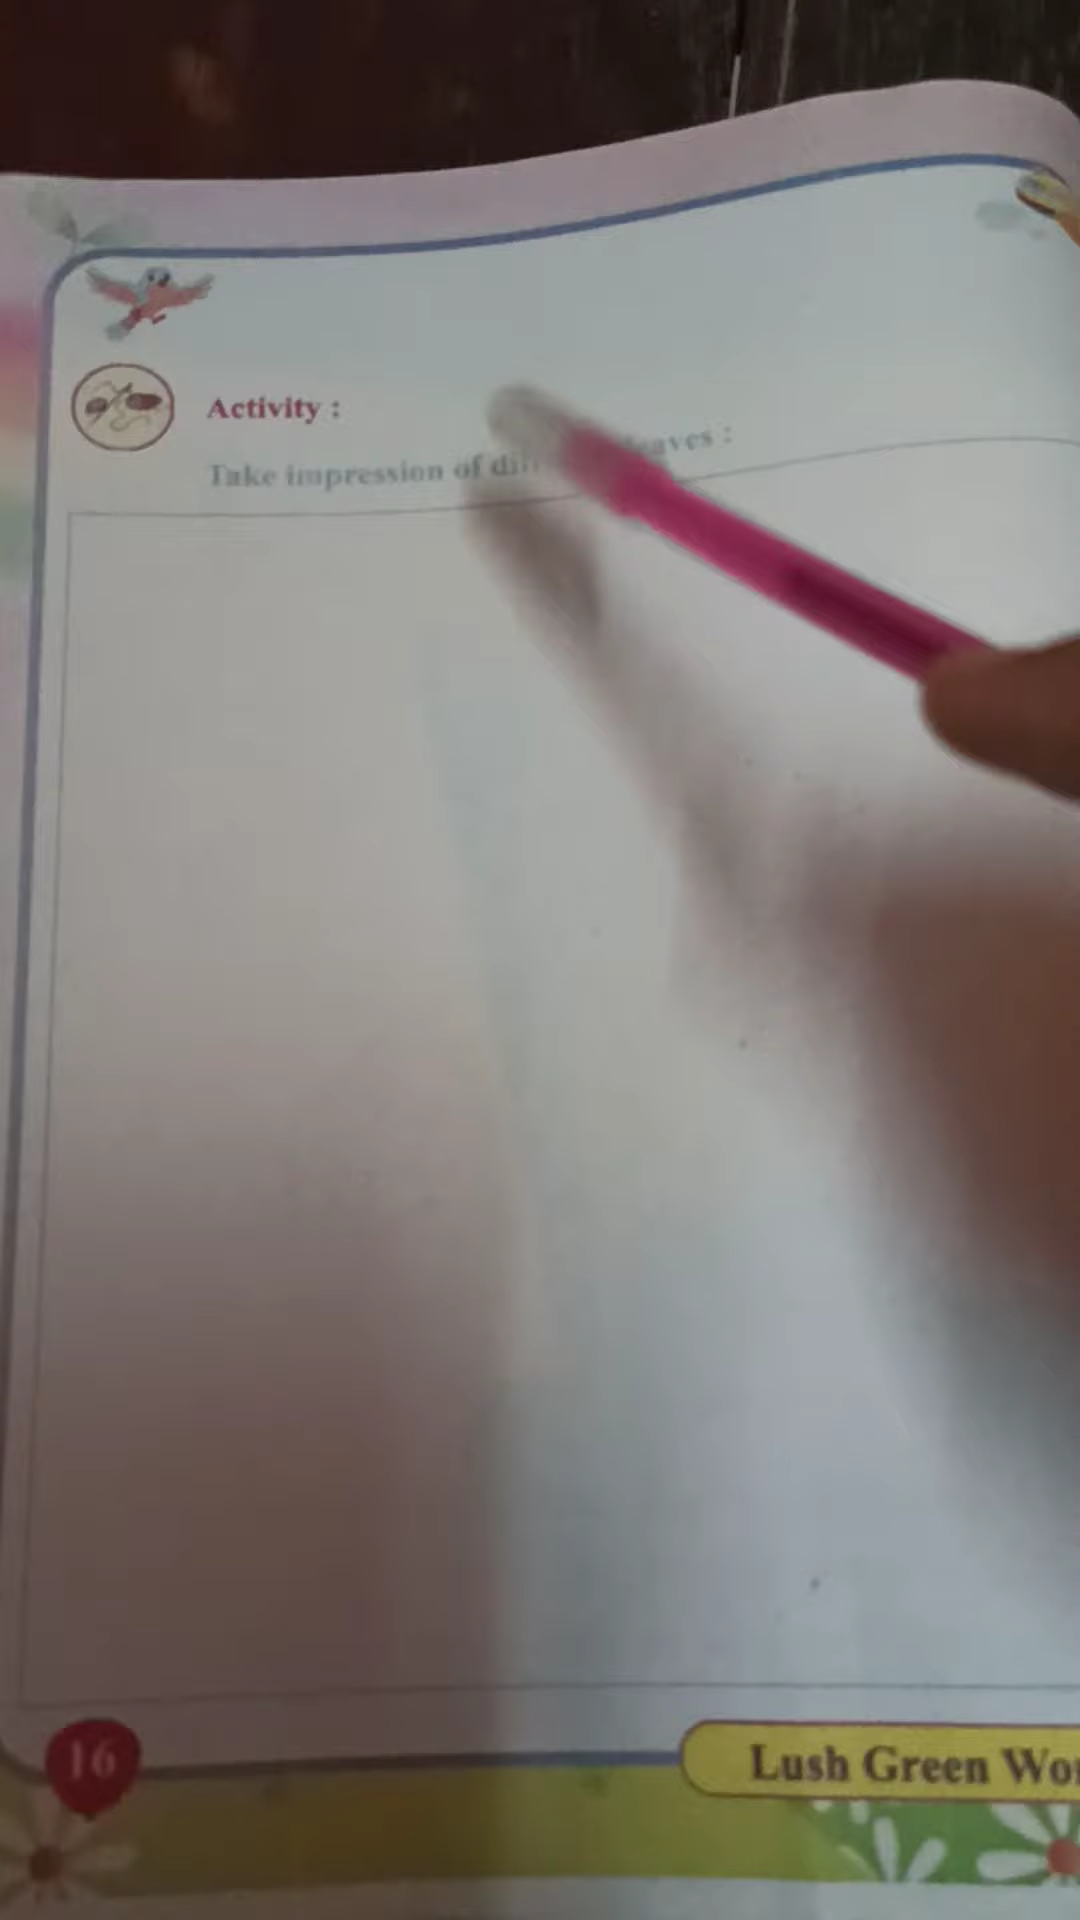 Activity :
Take impression of leaves :
16
Lush Green